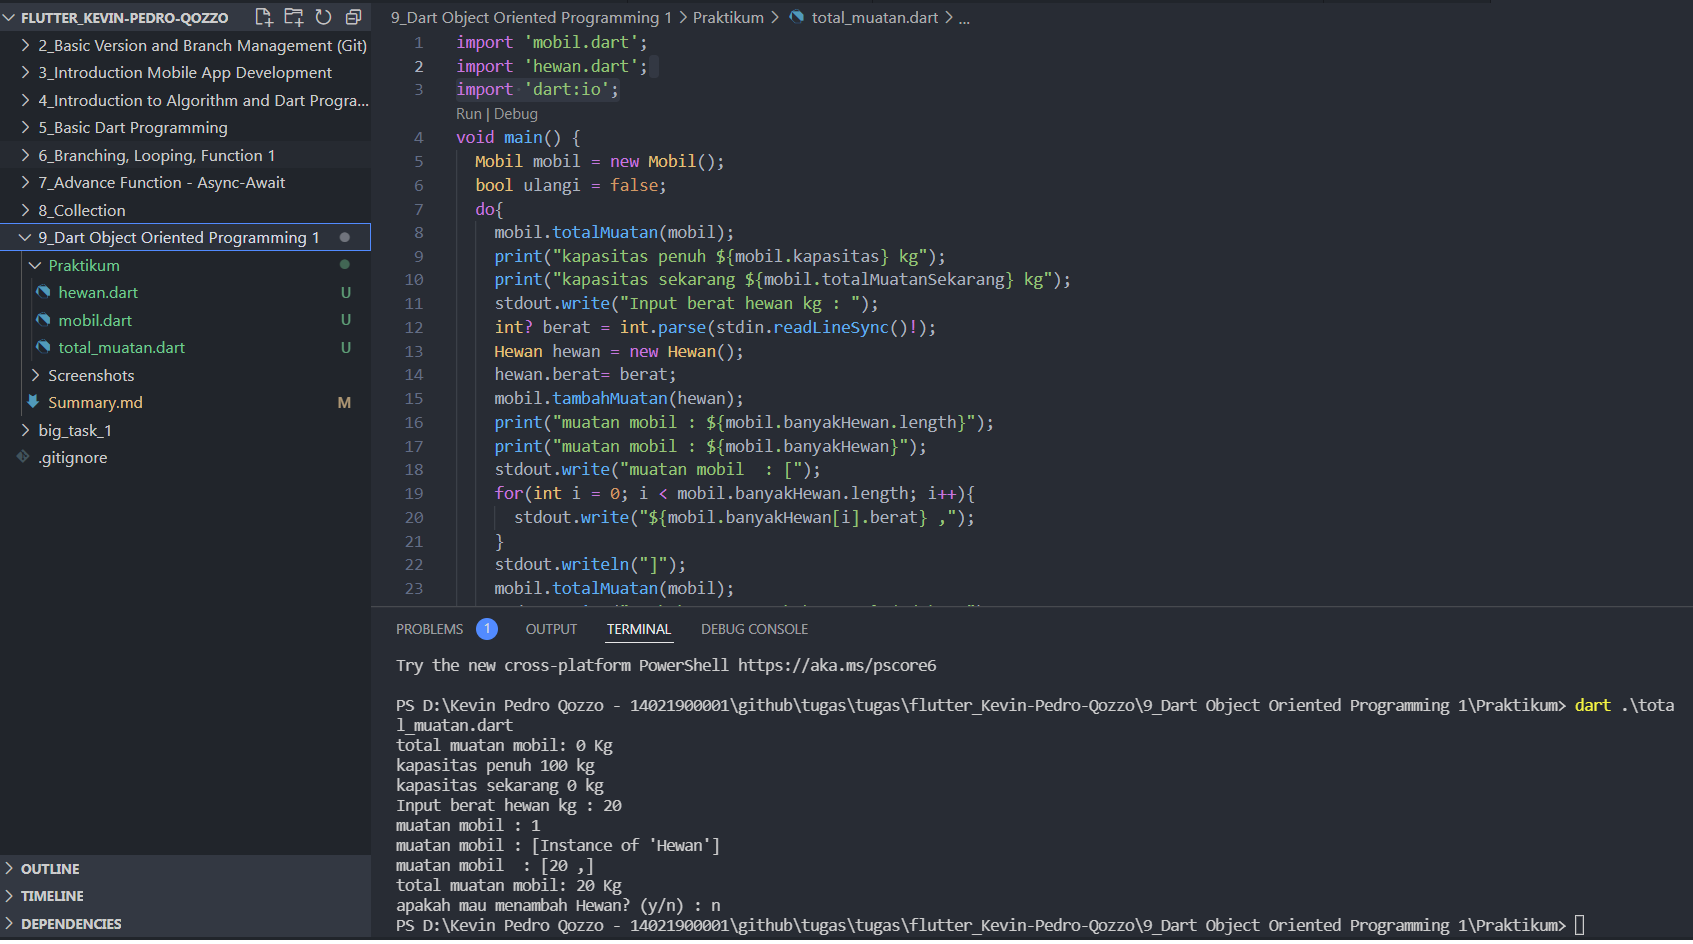 FLUTTER_KEVIN-PEDRO-QOZZO
2_Basic Version and Branch Management (Git)
3_Introduction Mobile App Development
4_Introduction to Algorithm and Dart Progra...
5_Basic Dart Programming
6_Branching, Looping, Function 1
7_Advance Function - Async-Await
8_Collection
9_Dart Object Oriented Programming 1
Praktikum
hewan.dart U
mobil.dart U
total_muatan.dart U
Screenshots
Summary.md M
big_task_1
.gitignore
OUTLINE
TIMELINE
DEPENDENCIES
9_Dart Object Oriented Programming 1 > Praktikum > total_muatan.dart > ...
1 import 'mobil.dart';
2 import 'hewan.dart';
3 import 'dart:io';
Run | Debug
4 void main() {
5 Mobil mobil = new Mobil();
6 bool ulangi = false;
7 do{
8 mobil.totalMuatan(mobil);
9 print("kapasitas penuh ${mobil.kapasitas} kg");
10 print("kapasitas sekarang ${mobil.totalMuatanSekarang} kg");
11 stdout.write("Input berat hewan kg : ");
12 int? berat = int.parse(stdin.readLineSync()!);
13 Hewan hewan = new Hewan();
14 hewan.berat= berat;
15 mobil.tambahMuatan(hewan);
16 print("muatan mobil : ${mobil.banyakHewan.length}");
17 print("muatan mobil : ${mobil.banyakHewan}");
18 stdout.write("muatan mobil  : [");
19 for(int i = 0; i < mobil.banyakHewan.length; i++){
20 stdout.write("${mobil.banyakHewan[i].berat} ,");
21 }
22 stdout.writeln("]");
23 mobil.totalMuatan(mobil);
PROBLEMS 1 OUTPUT TERMINAL DEBUG CONSOLE
Try the new cross-platform PowerShell https://aka.ms/pscore6
PS D:\Kevin Pedro Qozzo - 14021900001\github\tugas\tugas\flutter_Kevin-Pedro-Qozzo\9_Dart Object Oriented Programming 1\Praktikum> dart .\tota
l_muatan.dart
total muatan mobil: 0 Kg
kapasitas penuh 100 kg
kapasitas sekarang 0 kg
Input berat hewan kg : 20
muatan mobil : 1
muatan mobil : [Instance of 'Hewan']
muatan mobil  : [20 ,]
total muatan mobil: 20 Kg
apakah mau menambah Hewan? (y/n) : n
PS D:\Kevin Pedro Qozzo - 14021900001\github\tugas\tugas\flutter_Kevin-Pedro-Qozzo\9_Dart Object Oriented Programming 1\Praktikum>